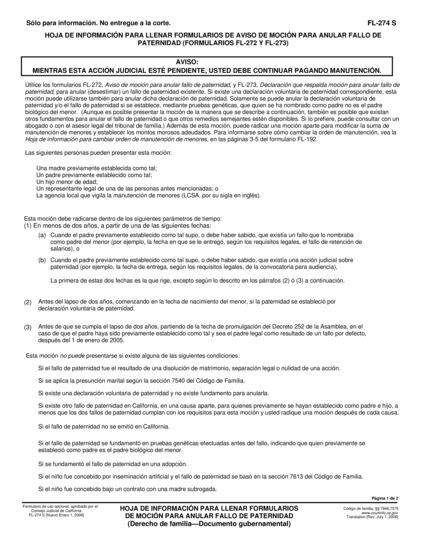 Sólo para información. No entregue a la corte.
FL-274 S
HOJA DE INFORMACIÓN PARA LLENAR FORMULARIOS DE AVISO DE MOCIÓN PARA ANULAR FALLO DE
PATERNIDAD (FORMULARIOS FL-272 Y FL-273)
AVISO:
MIENTRAS ESTA ACCIÓN JUDICIAL ESTÉ PENDIENTE, USTED DEBE CONTINUAR PAGANDO MANUTENCIÓN.
Utilice los formularios FL-272, Aviso de moción para anular fallo de paternidad, y FL-273, Declaración que respalda moción para anular fallo de
paternidad, para anular (desestimar) un fallo de paternidad existente. Si existe una declaración voluntaria de paternidad correspondiente, esta
moción puede utilizarse también para anular dicha declaración de paternidad. Solamente se puede anular la declaración voluntaria de
paternidad y/o el fallo de paternidad si se establece, mediante pruebas genéticas, que quien se ha nombrado como padre no es el padre
biológico del menor. (Aunque es posible presentar la moción de la manera que se describe a continuación, también es posible que existan
otros fundamentos para anular el fallo de paternidad o que otros remedios semejantes estén disponibles. Si lo prefiere, puede consultar con un
abogado o con el asesor legal del tribunal de familia.) Además de esta moción, puede radicar una moción aparte para modificar la suma de
manutención de menores y establecer los montos morosos adeudados. Para informarse sobre cómo cambiar la orden de manutención, vea la
Hoja de información para cambiar orden de manutención de menores, en las páginas 3-5 del formulario FL-192.
Las siguientes personas pueden presentar esta moción:
Una madre previamente establecida como tal;
Un padre previamente establecido como tal;
Un hijo menor de edad;
Un representante legal de una de las personas antes mencionadas; o
La agencia local que vigila la manutención de menores (LCSA, por su sigla en inglés).
Esta moción debe radicarse dentro de los siguientes parámetros de tiempo:
(1) En menos de dos años, a partir de una de las siguientes fechas:
(a) Cuando el padre previamente establecido como tal supo, o debe haber sabido, que existía un fallo que lo nombraba
como padre del menor (por ejemplo, la fecha en que se le entregó, según los requisitos legales, el fallo de retención de
salarios), o
(b) Cuando el padre previamente establecido como tal supo, o debe haber sabido, que existía una acción judicial sobre
paternidad (por ejemplo, la fecha de entrega, según los requisitos legales, de la convocatoria para audiencia),
La primera de estas dos fechas es la que rige, excepto según lo descrito en los párrafos (2) ó (3) a continuación.
(2) Antes del lapso de dos años, comenzando en la fecha de nacimiento del menor, si la paternidad se estableció por
declaración voluntaria de paternidad.
(3) Antes de que se cumpla el lapso de dos años, partiendo de la fecha de promulgación del Decreto 252 de la Asamblea, en el
caso de que el padre haya sido previamente establecido como tal y sea el padre legal como resultado de un fallo por defecto,
después del 1 de enero de 2005.
Esta moción no puede presentarse si existe alguna de las siguientes condiciones:
Si el fallo de paternidad fue el resultado de una disolución de matrimonio, separación legal o nulidad de una acción.
Si se aplica la presunción marital según la sección 7540 del Código de Familia.
Si existe una declaración voluntaria de paternidad y no existe fundamento para anularla.
Si existe otro fallo de paternidad en California, en una causa aparte, para quienes previamente se hayan establecido como padre e hijo, a
menos que los dos fallos de paternidad cumplan con los requisitos para esta moción y usted radique una moción después de cada causa.
Si el fallo de paternidad no se emitió en California.
Si el fallo de paternidad se fundamentó en pruebas genéticas efectuadas antes del fallo, indicando que quien previamente se
estableció como padre es el padre biológico del menor.
Si se fundamentó el fallo de paternidad en una adopción.
Si el niño fue concebido por inseminación artificial y el fallo de paternidad se basó en la sección 7613 del Código de Familia.
Si el niño fue concebido bajo un contrato con una madre subrogada.
Página 1 de 2
Formulario de uso opcional, aprobado por el
Consejo Judicial de California
FL-274 S [Nuevo Enero 1, 2006]
HOJA DE INFORMACIÓN PARA LLENAR FORMULARIOS
DE MOCIÓN PARA ANULAR FALLO DE PATERNIDAD
(Derecho de familia—Documento gubernamental)
Código de familia, §§ 7646,7575
www.courtinfo.ca.gov
Translation [Rev. July 1, 2006]